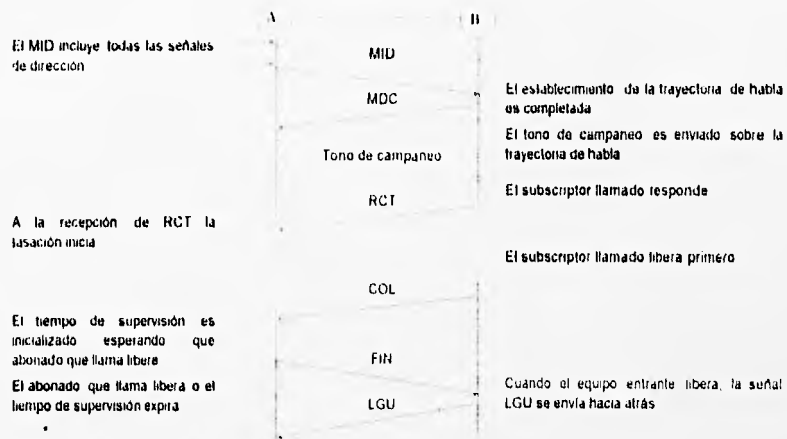 A B
El MID incluye todas las señales
de dirección
MID
MDC
El establecimiento de la trayectoria de habla
es completada
El tono de campaneo es enviado sobre la
trayectoria de habla
Tono de campaneo
RCT
El subscriptor llamado responde
A la recepción de RCT la
tasación inicia
El subscriptor llamado libera primero
COL
El tiempo de supervisión es
inicializado esperando que
abonado que llama libere
FIN
El abonado que llama libera o el
tiempo de supervisión expira
Cuando el equipo entrante libera, la señal
LGU se envía hacia atrás
LGU